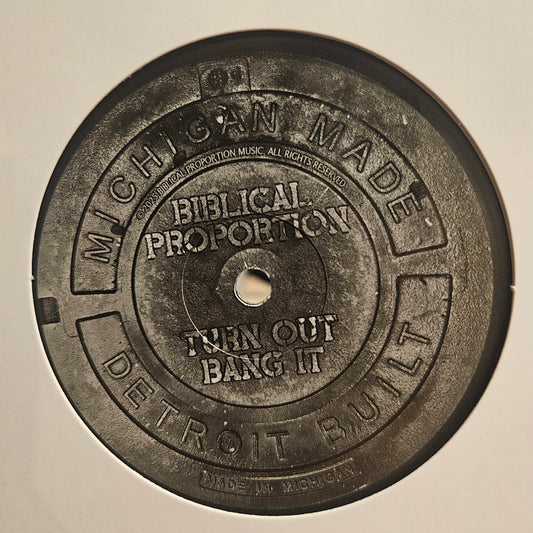 MICHIGAN MADE
©2023 BIBLICAL PROPORTION MUSIC. ALL RIGHTS RESEVCD.
BIBLICAL
PROPORTION
TURN OUT
BANG IT
DETROIT BUILT
MADE IN MICHIGAN